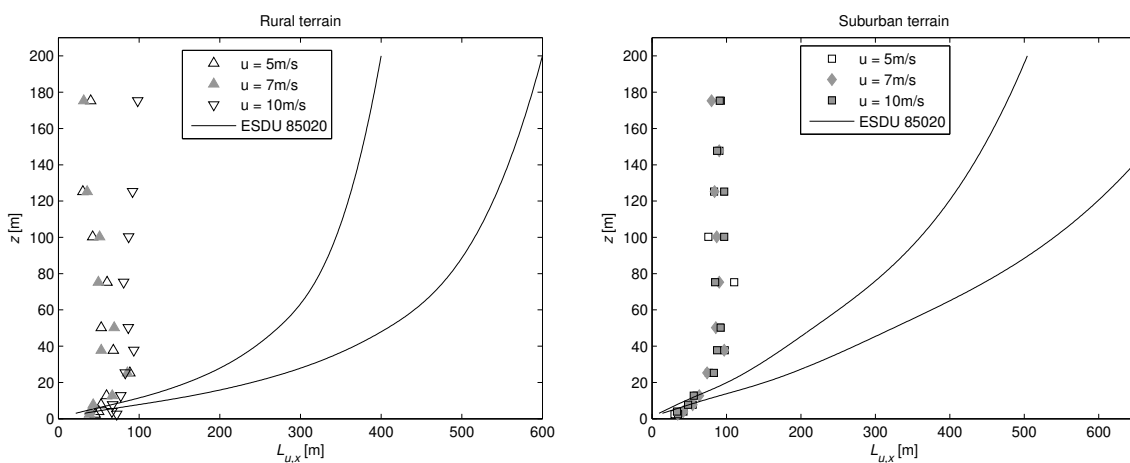 Rural terrain
200
180
160
140
120
100
80
60
40
20
0
z [m]
u = 5m/s
u = 7m/s
u = 10m/s
ESDU 85020
0 100 200 300 400 500 600
L_{u,x} [m]
Suburban terrain
200
180
160
140
120
100
80
60
40
20
0
z [m]
u = 5m/s
u = 7m/s
u = 10m/s
ESDU 85020
0 100 200 300 400 500 600
L_{u,x} [m]